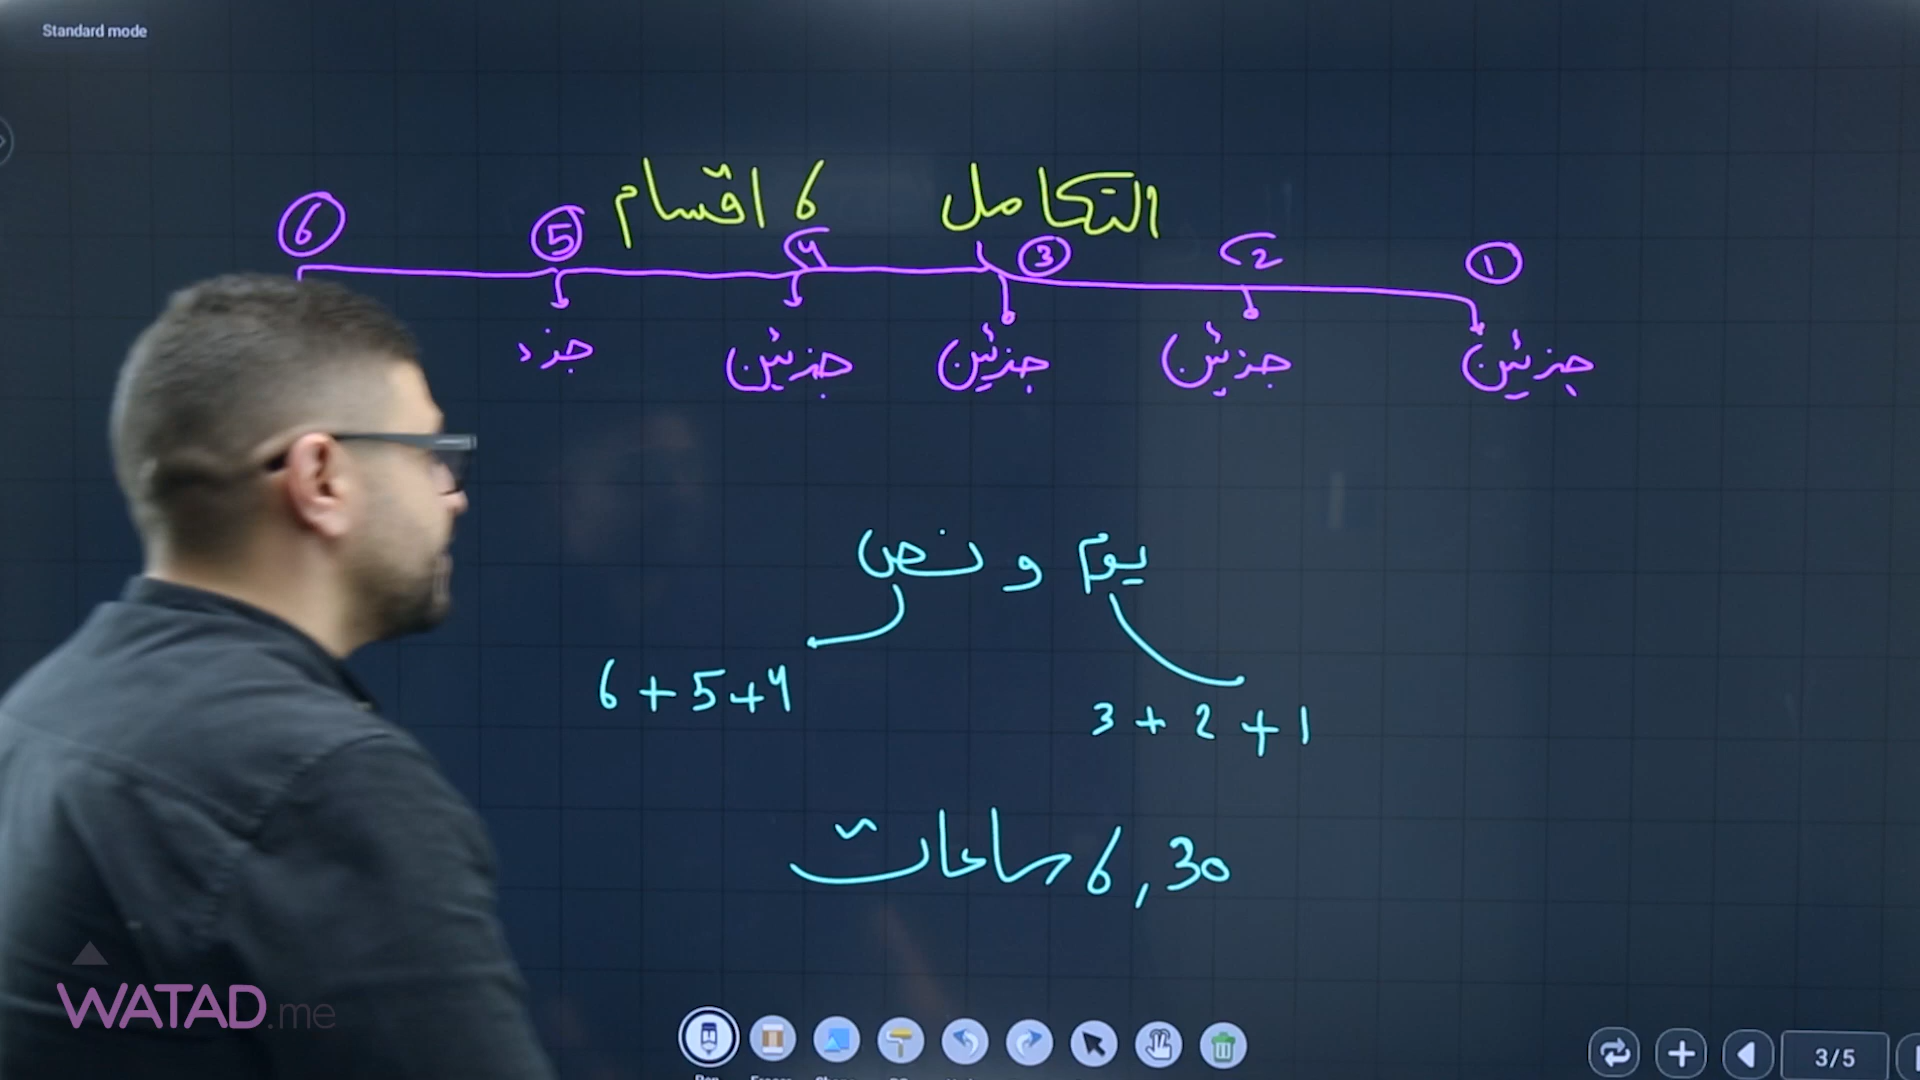 Standard mode
التكامل 6 اقسام
1 2 3 4 5 6
جزئين جزئين جزئين جزئين جزء
يوم و نص
3 + 2 + 1 6 + 5 + 4
6,30 ساعات
WATAD.me
3/5